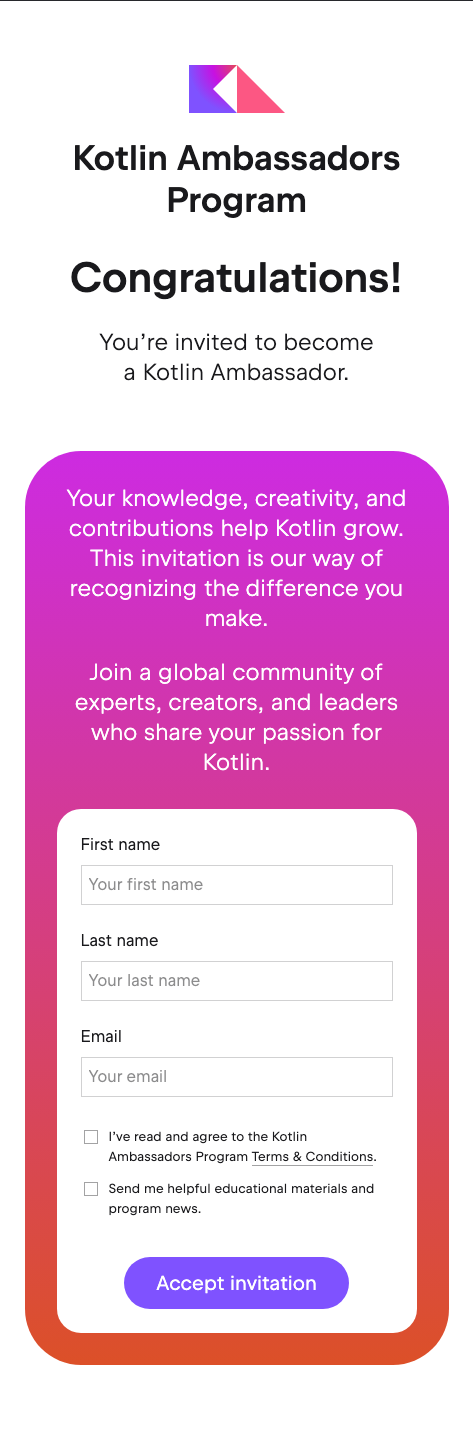 Kotlin Ambassadors
Program
Congratulations!
You’re invited to become
a Kotlin Ambassador.
Your knowledge, creativity, and
contributions help Kotlin grow.
This invitation is our way of
recognizing the difference you
make.
Join a global community of
experts, creators, and leaders
who share your passion for
Kotlin.
First name
Your first name
Last name
Your last name
Email
Your email
I’ve read and agree to the Kotlin
Ambassadors Program Terms & Conditions.
Send me helpful educational materials and
program news.
Accept invitation